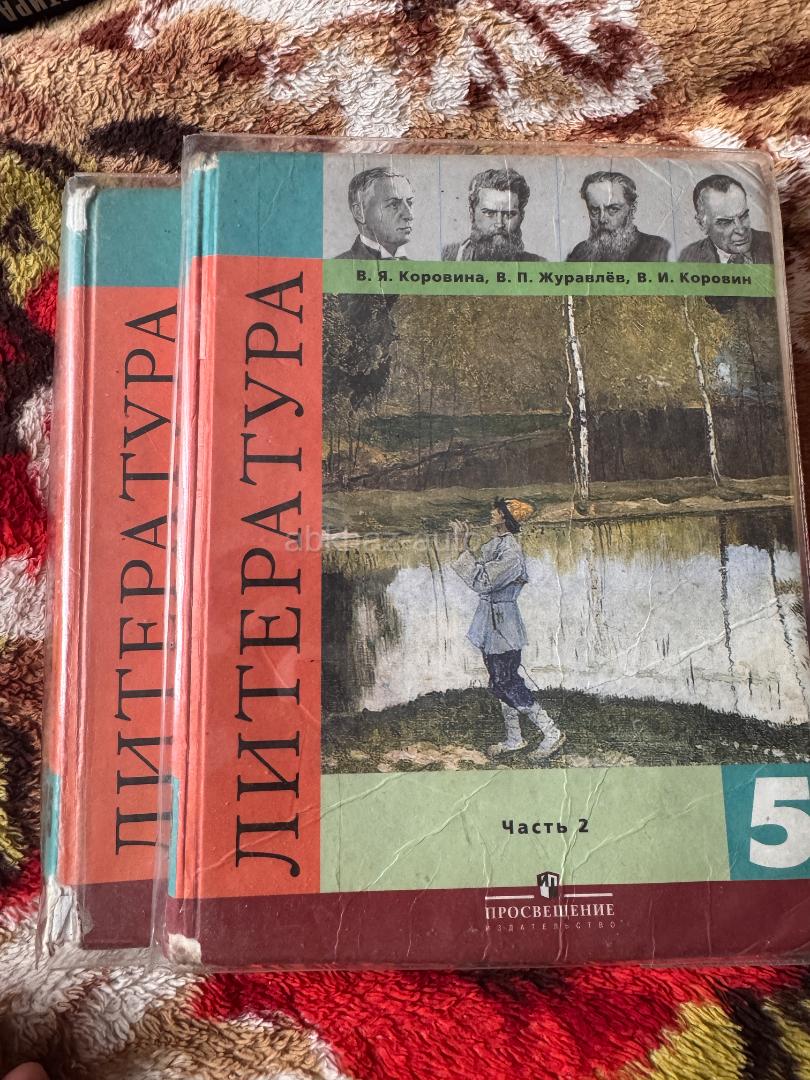 В. Я. Коровина, В. П. Журавлёв, В. И. Коровин
ЛИТЕРАТУРА
ЛИТЕРАТУРА
Часть 2
5
ПРОСВЕЩЕНИЕ
ИЗДАТЕЛЬСТВО